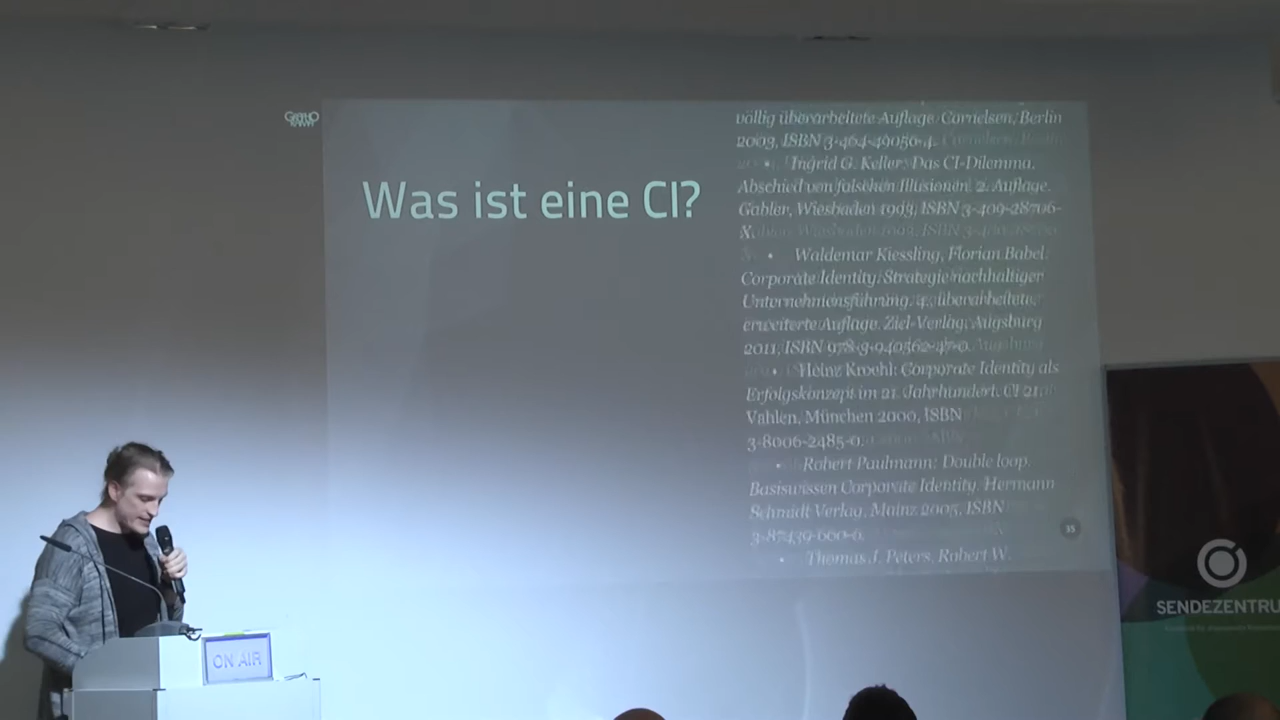 Was ist eine CI?
völlig überarbeitete Auflage. Cornelsen, Berlin
2003, ISBN 3-464-49056-4.
• Ingrid G. Keller: Das CI-Dilemma.
Abschied von falschen Illusionen. 2. Auflage.
Gabler, Wiesbaden 1993, ISBN 3-409-28706-
X.
• Waldemar Kiessling, Florian Babel:
Corporate Identity. Strategie nachhaltiger
Unternehmensführung. 4., überarbeitete,
erweiterte Auflage. Ziel-Verlag, Augsburg
2011, ISBN 978-3-940562-47-0.
• Heinz Kroehl: Corporate Identity als
Erfolgskonzept im 21. Jahrhundert. CI 21.
Vahlen, München 2000, ISBN
3-8006-2485-0.
• Robert Paulmann: Double loop.
Basiswissen Corporate Identity. Hermann
Schmidt Verlag, Mainz 2005, ISBN
3-87439-660-6.
• Thomas J. Peters, Robert W.
35
ON AIR
SENDEZENTRU